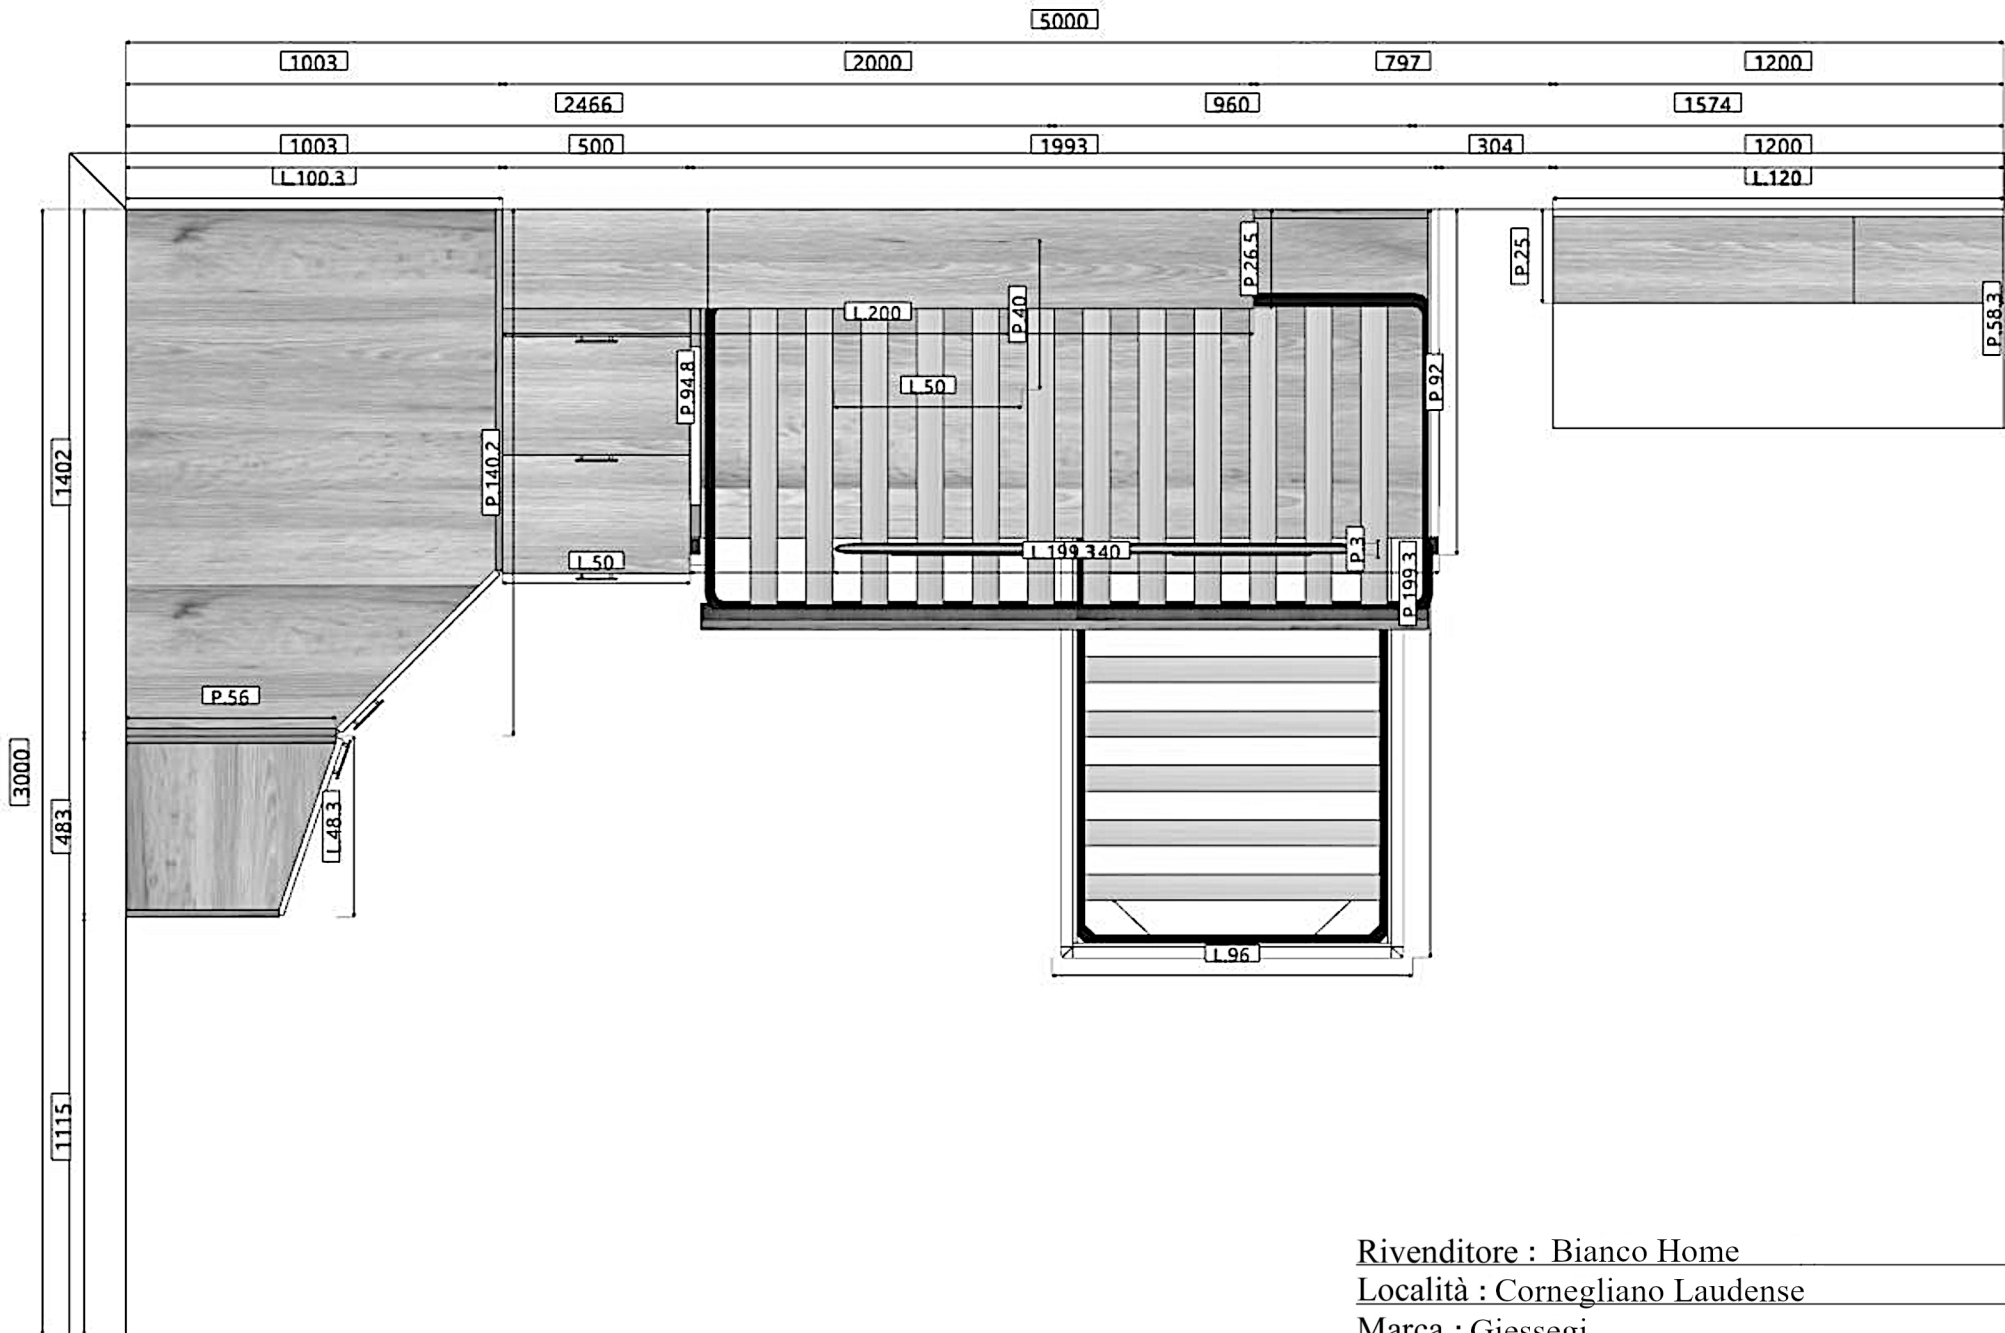 5000
1003 2000 797 1200
2466 960 1574
1003 500 1993 304 1200
L.100.3 L.120
P.26.5 P.25
P.58.3
L.200 P.40
P.94.8 L.50 P.92
1402 P.140.2
L.50 L.199.340 P.3
P.199.3
P.56
3000 483 L.48.3
L.96
1115
Rivenditore : Bianco Home
Località : Cornegliano Laudense
Marca : Giessegi